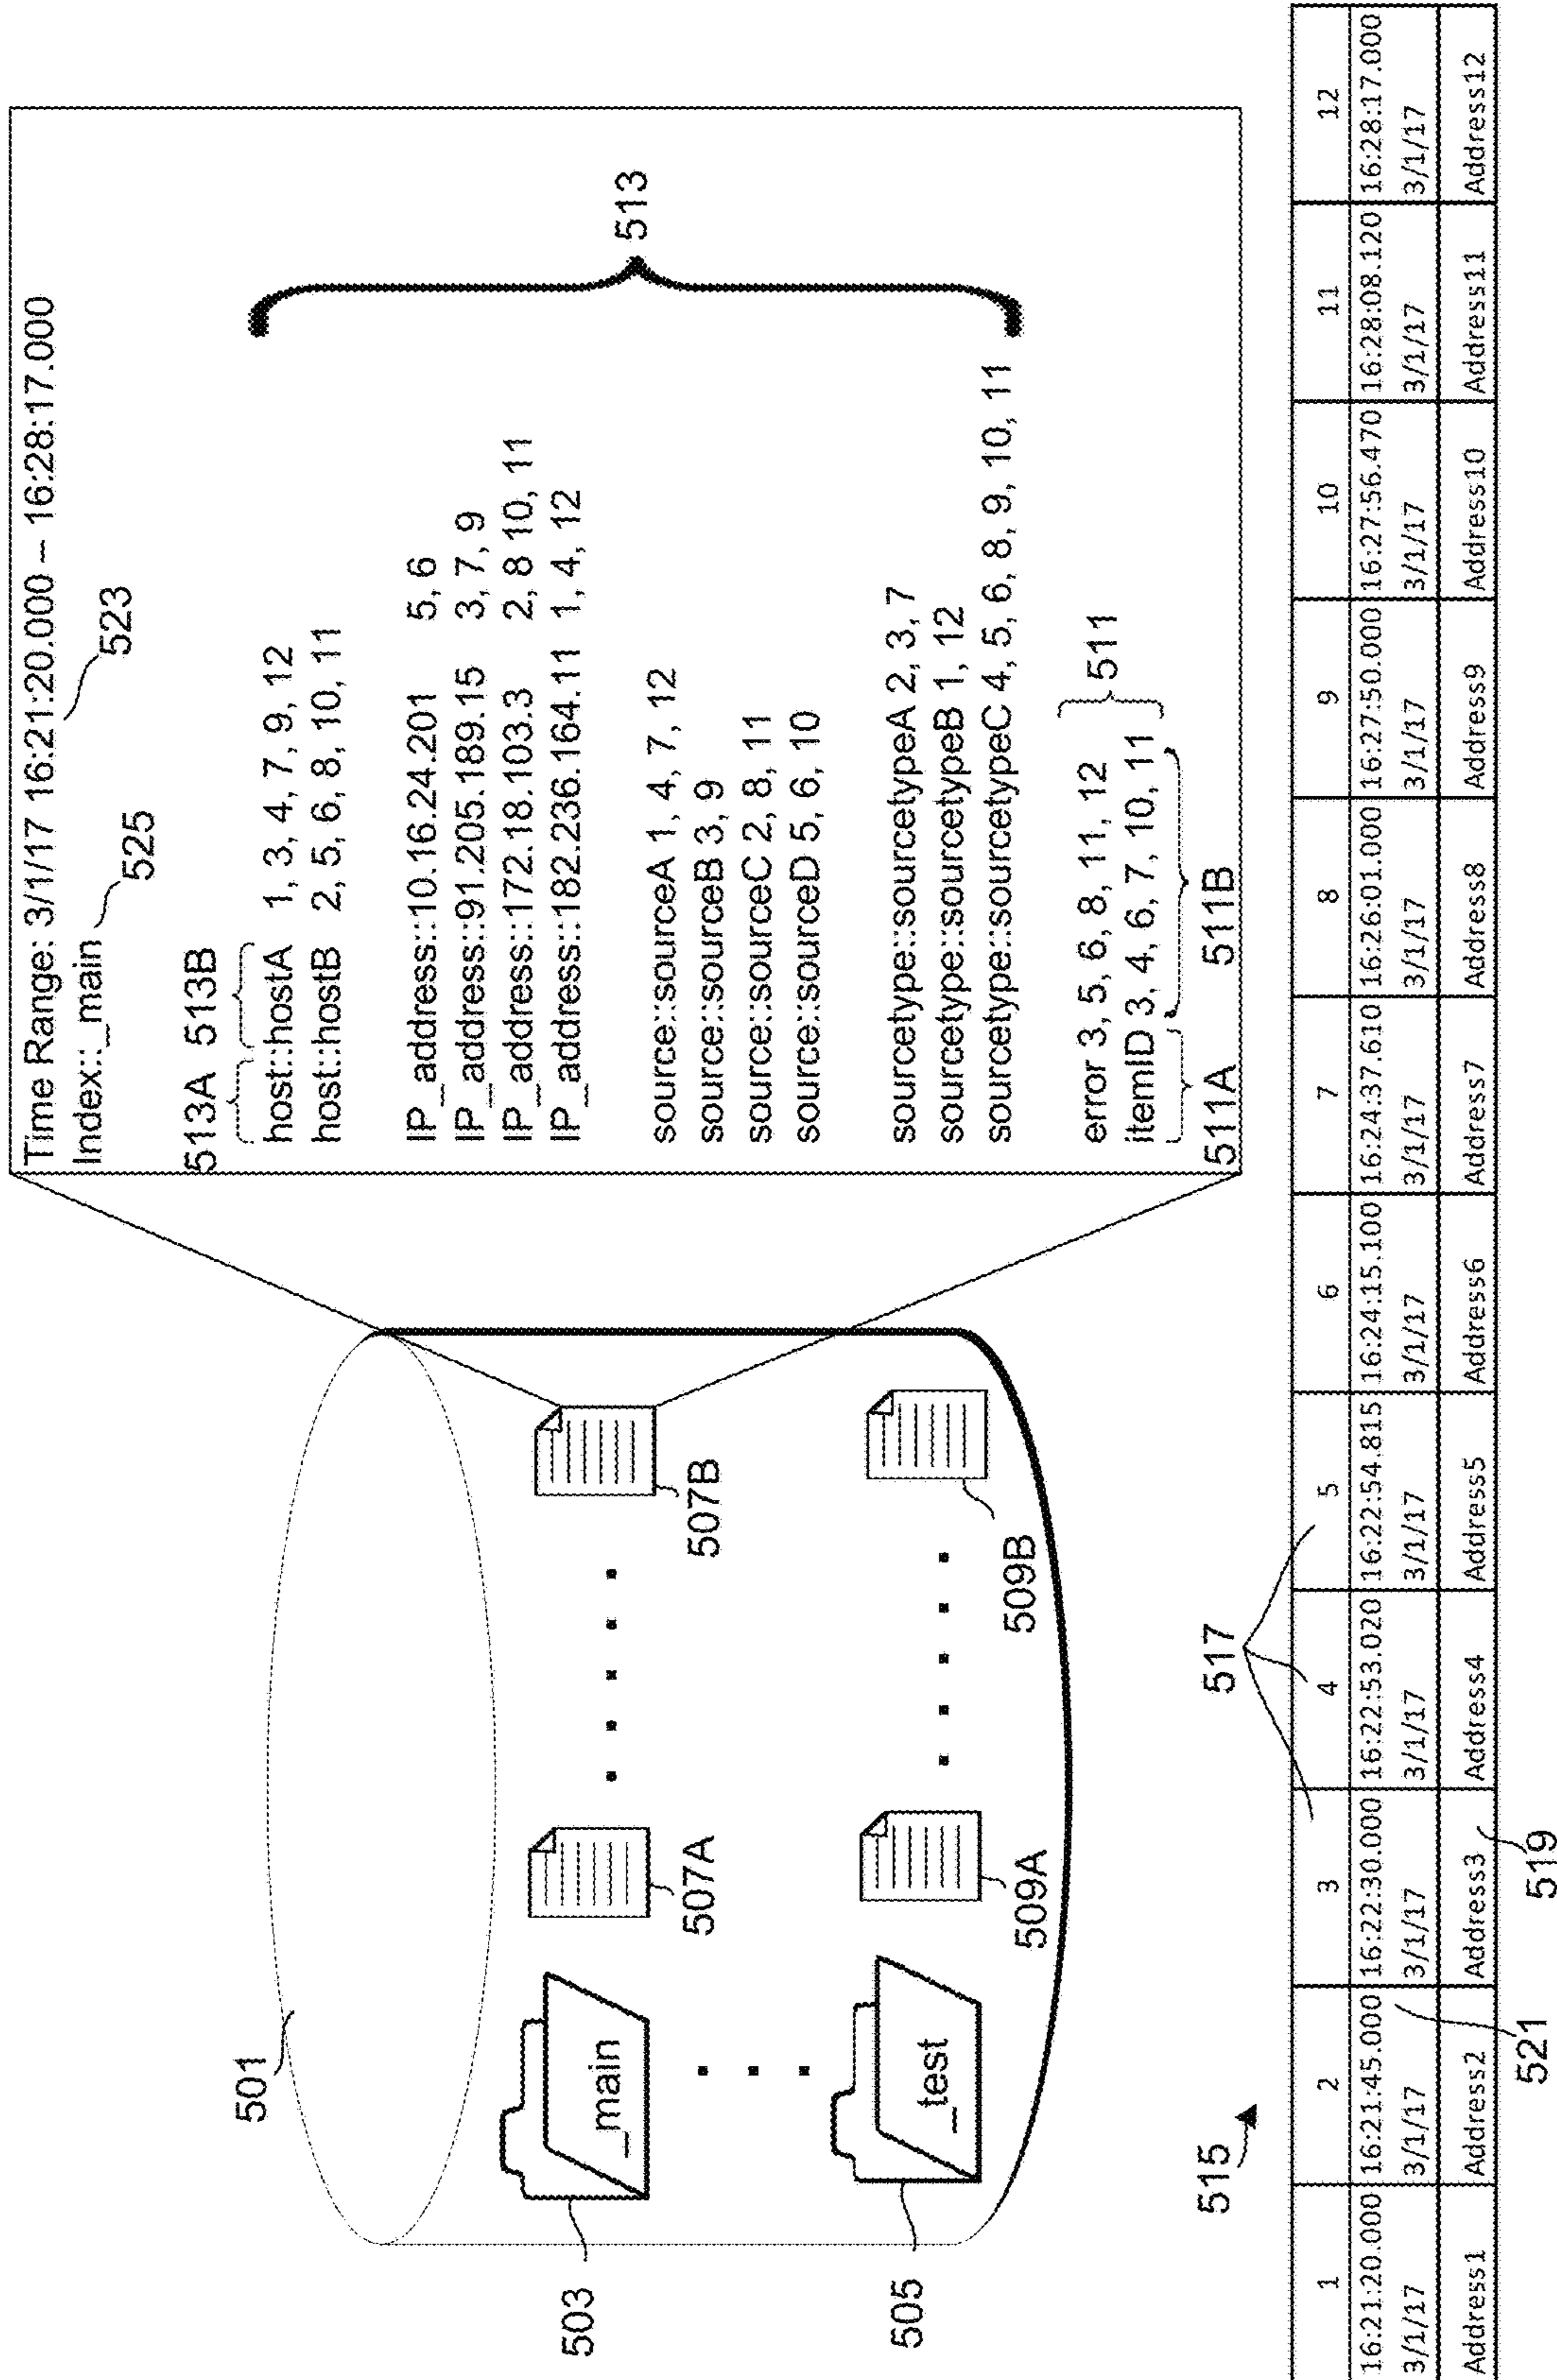 501
503
_main
507A
507B
505
_test
509A
509B
Time Range: 3/1/17 16:21:20.000 – 16:28:17.000
523
Index::_main
525
513A 513B
host::hostA 1, 3, 4, 7, 9, 12
host::hostB 2, 5, 6, 8, 10, 11
IP_address::10.16.24.201 5, 6
IP_address::91.205.189.15 3, 7, 9
IP_address::172.18.103.3 2, 8 10, 11
IP_address::182.236.164.11 1, 4, 12
513
source::sourceA 1, 4, 7, 12
source::sourceB 3, 9
source::sourceC 2, 8, 11
source::sourceD 5, 6, 10
sourcetype::sourcetypeA 2, 3, 7
sourcetype::sourcetypeB 1, 12
sourcetype::sourcetypeC 4, 5, 6, 8, 9, 10, 11
error 3, 5, 6, 8, 11, 12
itemID 3, 4, 6, 7, 10, 11
511
511A 511B
515
517
1 2 3 4 5 6 7 8 9 10 11 12
16:21:20.000 16:21:45.000 16:22:30.000 16:22:53.020 16:22:54.815 16:24:15.100 16:24:37.610 16:26:01.000 16:27:50.000 16:27:56.470 16:28:08.120 16:28:17.000
3/1/17 3/1/17 3/1/17 3/1/17 3/1/17 3/1/17 3/1/17 3/1/17 3/1/17 3/1/17 3/1/17 3/1/17
Address1 Address2 Address3 Address4 Address5 Address6 Address7 Address8 Address9 Address10 Address11 Address12
521
519